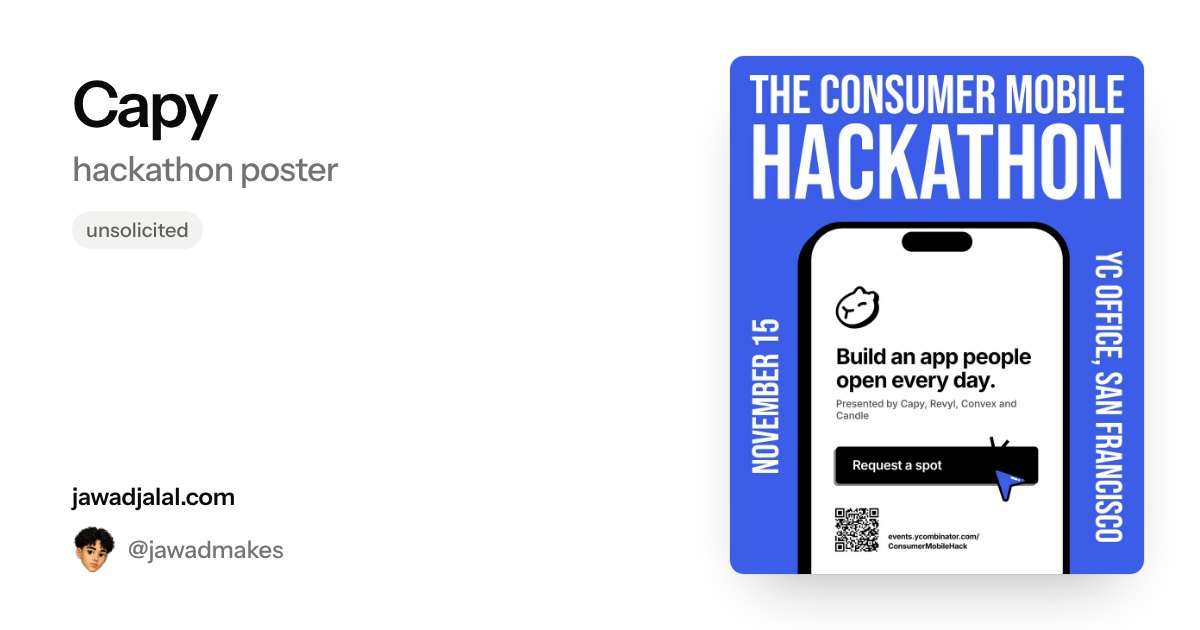 Capy
hackathon poster
unsolicited
jawadjalal.com
@jawadmakes
THE CONSUMER MOBILE
HACKATHON
NOVEMBER 15
YC OFFICE, SAN FRANCISCO
Build an app people
open every day.
Presented by Capy, Revyl, Convex and
Candle
Request a spot
events.ycombinator.com/
ConsumerMobileHack